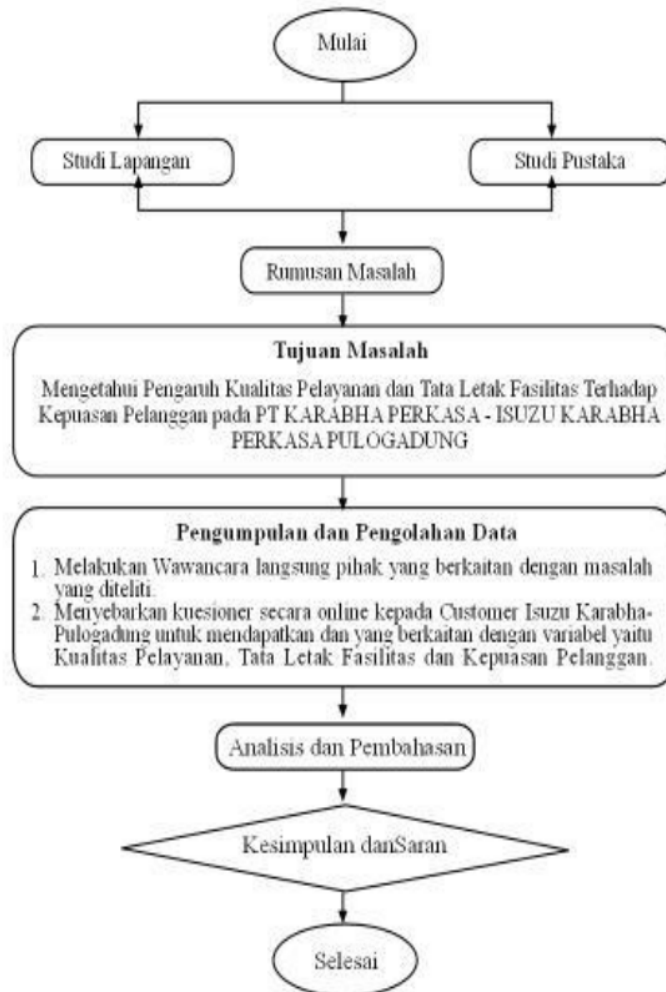 Mulai
Studi Lapangan
Studi Pustaka
Rumusan Masalah
Tujuan Masalah
Mengetahui Pengaruh Kualitas Pelayanan dan Tata Letak Fasilitas Terhadap
Kepuasan Pelanggan pada PT KARABHA PERKASA - ISUZU KARABHA
PERKASA PULOGADUNG
Pengumpulan dan Pengolahan Data
1. Melakukan Wawancara langsung pihak yang berkaitan dengan masalah
yang diteliti.
2. Menyebarkan kuesioner secara online kepada Customer Isuzu Karabha-
Pulogadung untuk mendapatkan dan yang berkaitan dengan variabel yaitu
Kualitas Pelayanan, Tata Letak Fasilitas dan Kepuasan Pelanggan.
Analisis dan Pembahasan
Kesimpulan danSaran
Selesai